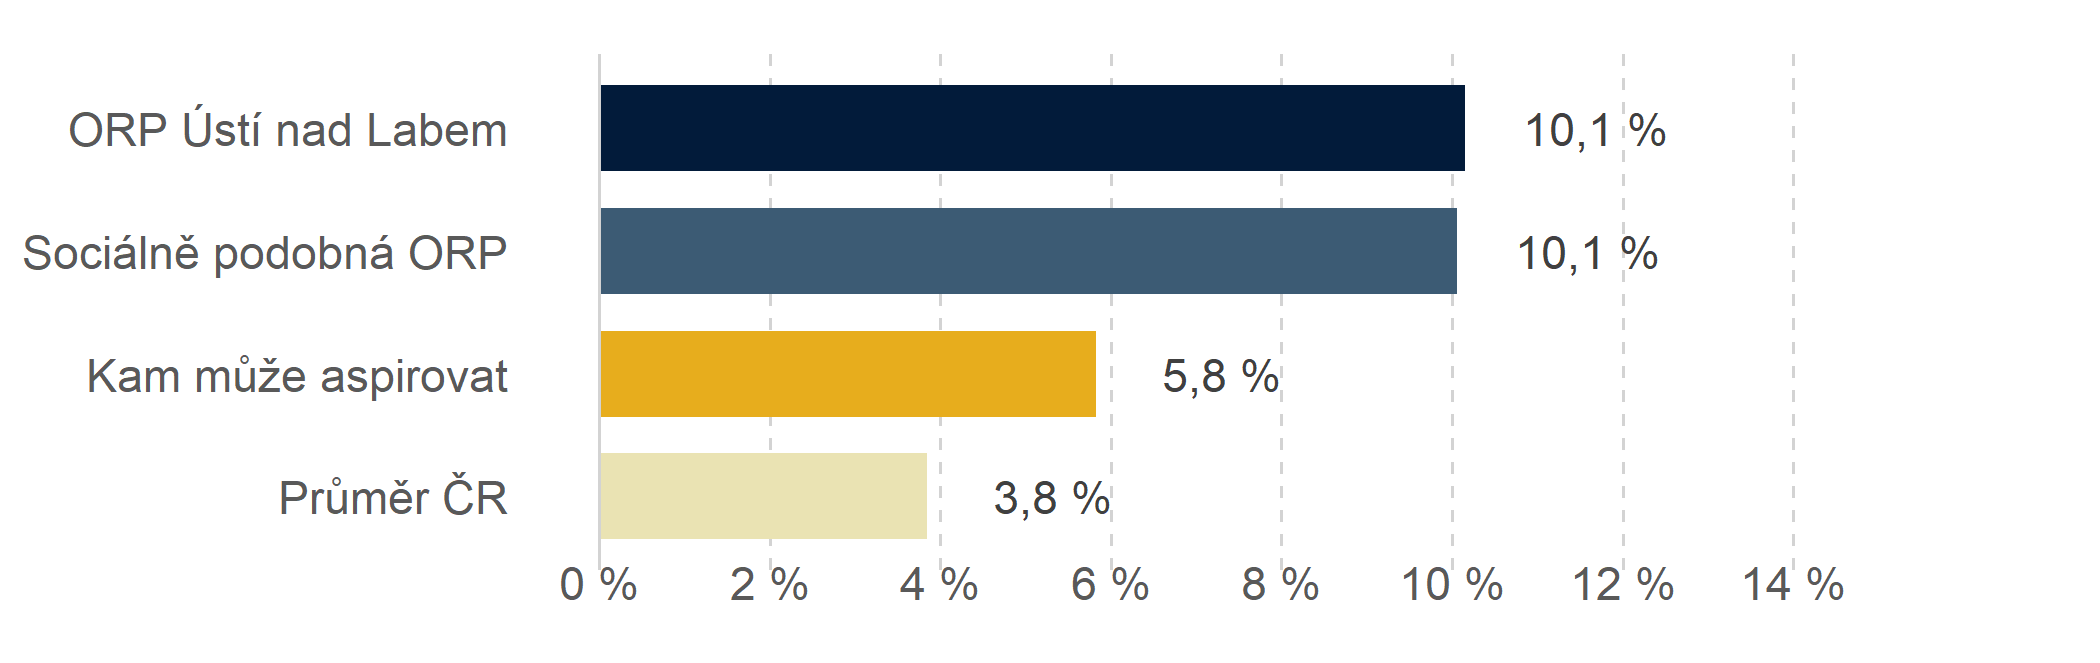 ORP Ústí nad Labem
10,1 %
Sociálně podobná ORP
10,1 %
Kam může aspirovat
5,8 %
Průměr ČR
3,8 %
0 % 2 % 4 % 6 % 8 % 10 % 12 % 14 %